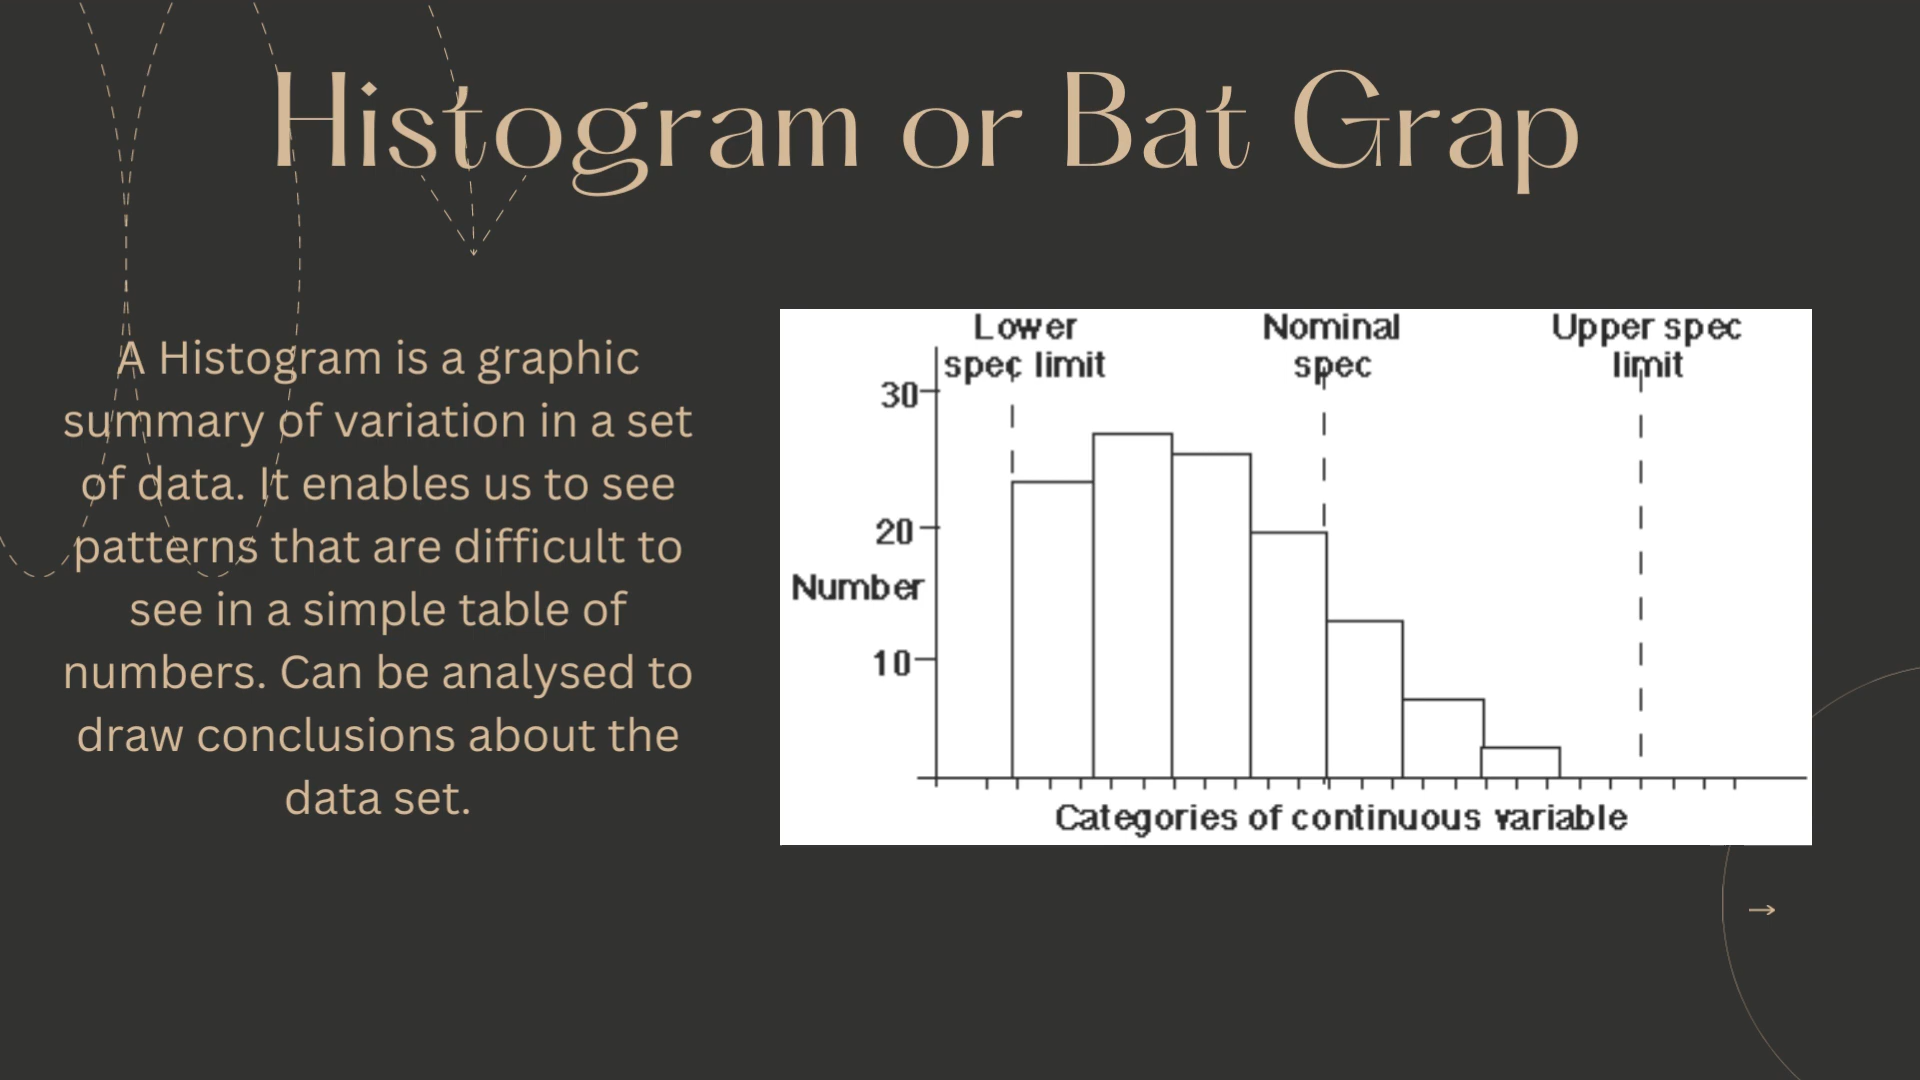 Histogram or Bat Grap
A Histogram is a graphic
summary of variation in a set
of data. It enables us to see
patterns that are difficult to
see in a simple table of
numbers. Can be analysed to
draw conclusions about the
data set.
Lower
spec limit
Nominal
spec
Upper spec
limit
30
20
Number
10
Categories of continuous variable